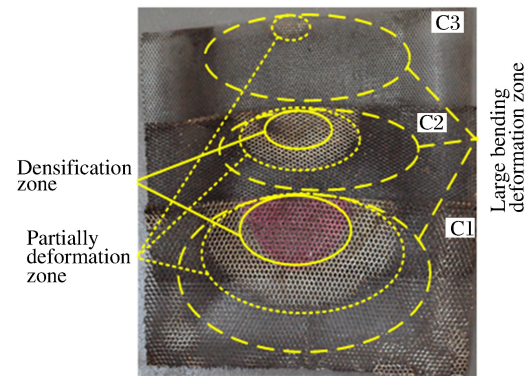 C3
C2
C1
Densification
zone
Partially
deformation
zone
Large bending
deformation zone